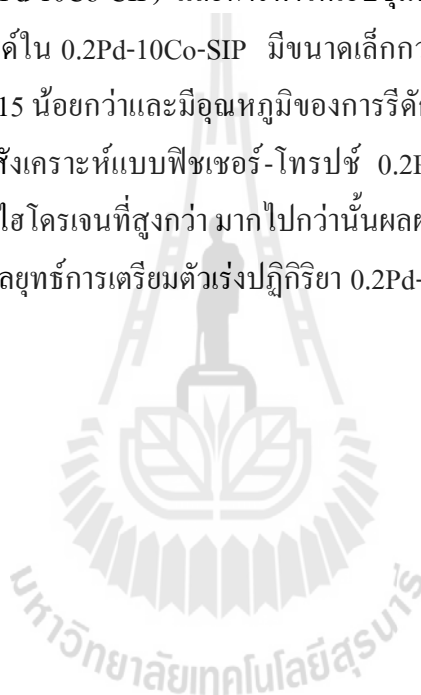 ค์ใน 0.2Pd-10Co-SIP มีขนาดเล็กกว
15 น้อยกว่าและมีอุณหภูมิของการรีดัก
สังเคราะห์แบบฟิชเชอร์-โทรปช์ 0.2P
ไฮโดรเจนที่สูงกว่า มากไปกว่านั้นผลผ
ลยุทธ์การเตรียมตัวเร่งปฏิกิริยา 0.2Pd-
มหาวิทยาลัยเทคโนโลยีสุรนารี